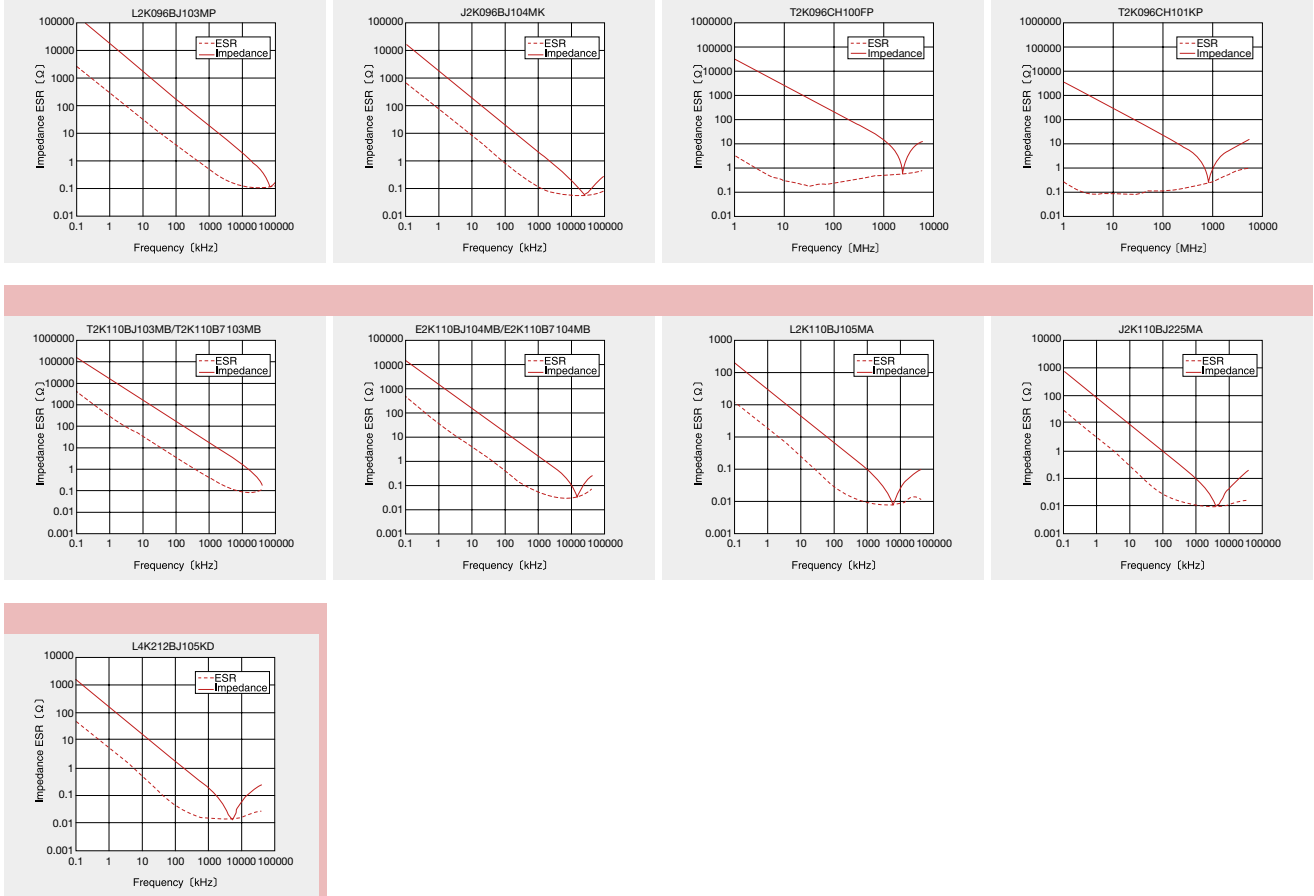 L2K096BJ103MP
100000
10000
1000
100
10
1
0.1
0.01
Impedance ESR〔Ω〕
ESR
Impedance
0.1 1 10 100 1000 10000 100000
Frequency〔kHz〕
J2K096BJ104MK
100000
10000
1000
100
10
1
0.1
0.01
Impedance ESR〔Ω〕
ESR
Impedance
0.1 1 10 100 1000 10000 100000
Frequency〔kHz〕
T2K096CH100FP
1000000
100000
10000
1000
100
10
1
0.1
0.01
Impedance ESR〔Ω〕
ESR
Impedance
1 10 100 1000 10000
Frequency〔MHz〕
T2K096CH101KP
1000000
100000
10000
1000
100
10
1
0.1
0.01
Impedance ESR〔Ω〕
ESR
Impedance
1 10 100 1000 10000
Frequency〔MHz〕
T2K110BJ103MB/T2K110B7103MB
1000000
100000
10000
1000
100
10
1
0.1
0.01
0.001
Impedance ESR〔Ω〕
ESR
Impedance
0.1 1 10 100 1000 10000 100000
Frequency〔kHz〕
E2K110BJ104MB/E2K110B7104MB
100000
10000
1000
100
10
1
0.1
0.01
0.001
Impedance ESR〔Ω〕
ESR
Impedance
0.1 1 10 100 1000 10000 100000
Frequency〔kHz〕
L2K110BJ105MA
1000
100
10
1
0.1
0.01
0.001
Impedance ESR〔Ω〕
ESR
Impedance
0.1 1 10 100 1000 10000 100000
Frequency〔kHz〕
J2K110BJ225MA
10000
1000
100
10
1
0.1
0.01
0.001
Impedance ESR〔Ω〕
ESR
Impedance
0.1 1 10 100 1000 10000 100000
Frequency〔kHz〕
L4K212BJ105KD
10000
1000
100
10
1
0.1
0.01
0.001
Impedance ESR〔Ω〕
ESR
Impedance
0.1 1 10 100 1000 10000 100000
Frequency〔kHz〕